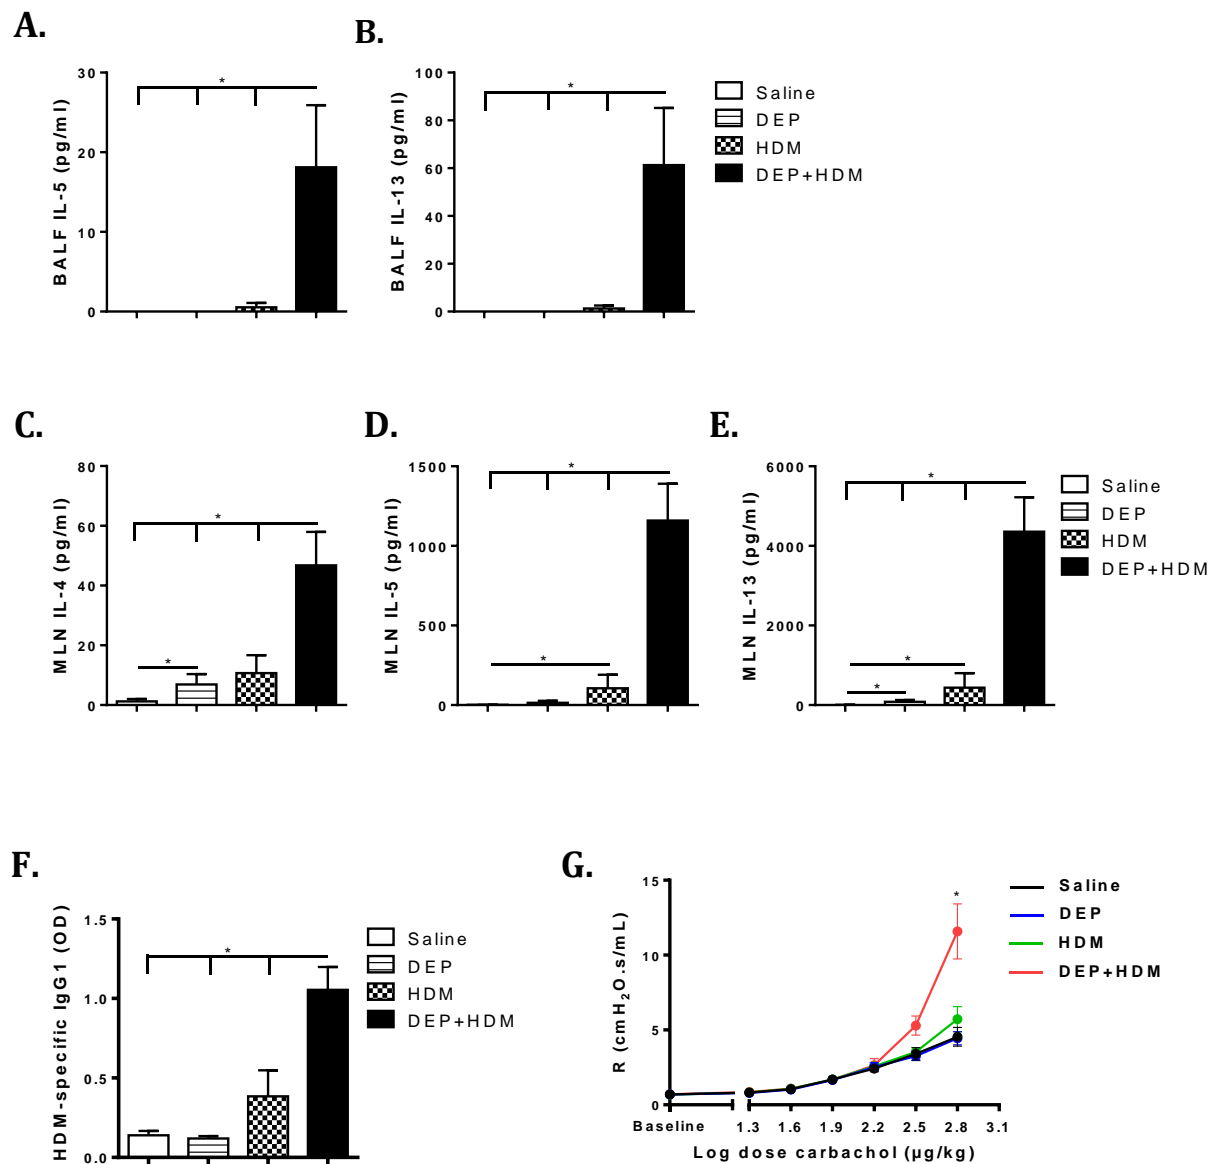 A.
B.
30
20
10
0
BALF IL-5 (pg/ml)
*
100
80
60
40
20
0
BALF IL-13 (pg/ml)
*
Saline
DEP
HDM
DEP+HDM
C.
D.
E.
80
60
40
20
0
MLN IL-4 (pg/ml)
*
*
1500
1000
500
0
MLN IL-5 (pg/ml)
*
*
6000
4000
2000
0
MLN IL-13 (pg/ml)
*
*
*
Saline
DEP
HDM
DEP+HDM
F.
G.
1.5
1.0
0.5
0.0
HDM-specific IgG1 (OD)
*
Saline
DEP
HDM
DEP+HDM
15
10
5
0
R (cmH₂O.s/mL)
*
Baseline 1.3 1.6 1.9 2.2 2.5 2.8 3.1
Log dose carbachol (µg/kg)
Saline
DEP
HDM
DEP+HDM